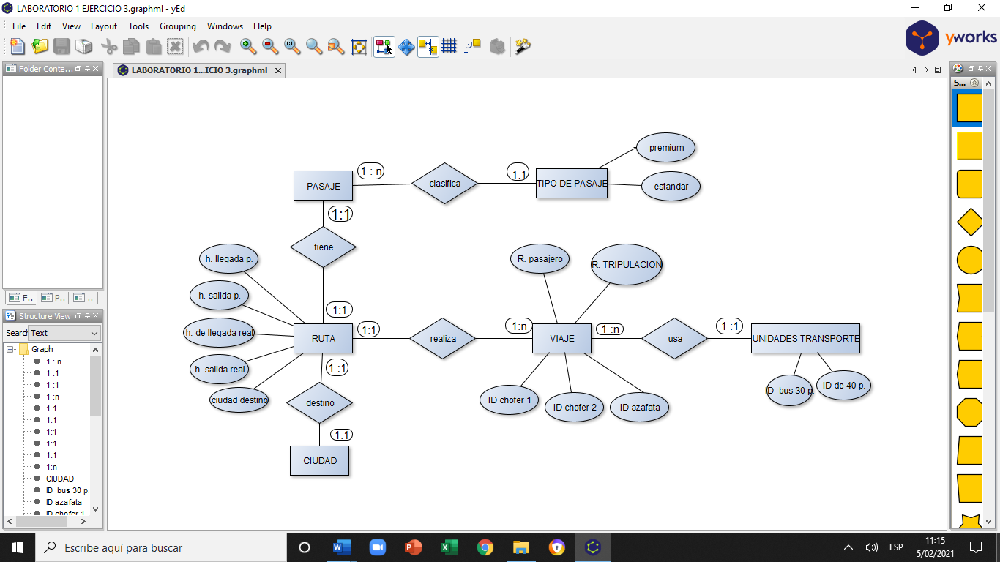 LABORATORIO 1 EJERCICIO 3.graphml - yEd
File Edit View Layout Tools Grouping Windows Help
yworks
Folder Conte...
LABORATORIO 1...ICIO 3.graphml
S...
premium
1 : n
1:1
PASAJE
clasifica
TIPO DE PASAJE
estandar
1:1
tiene
h. llegada p.
R. pasajero
R. TRIPULACION
h. salida p.
1:1
h. de llegada real
1:1
1:n
1 :n
1 :1
RUTA
realiza
VIAJE
usa
UNIDADES TRANSPORTE
h. salida real
1 :1
ciudad destino
destino
ID chofer 1
ID chofer 2
ID azafata
ID  bus 30 p.
ID de 40 p.
1.1
CIUDAD
F..
P..
..
Structure View
Search
Text
Graph
1 : n
1 :1
1 :1
1 :n
1.1
1:1
1:1
1:1
1:1
1:n
CIUDAD
ID  bus 30 p.
ID azafata
ID chofer 1
Escribe aquí para buscar
ESP
11:15
5/02/2021